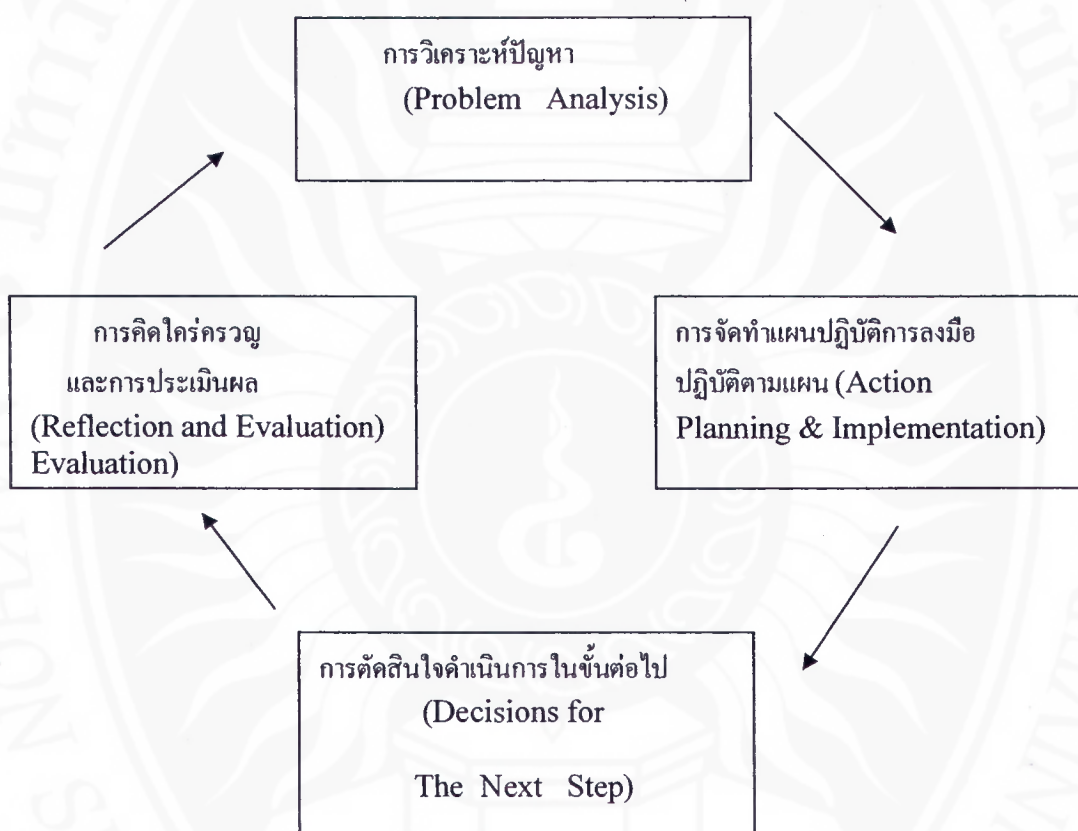 การวิเคราะห์ปัญหา
(Problem Analysis)
การคิดใคร่ครวญ
และการประเมินผล
(Reflection and Evaluation)
Evaluation)
การจัดทำแผนปฏิบัติการลงมือ
ปฏิบัติตามแผน (Action
Planning & Implementation)
การตัดสินใจดำเนินการในขั้นต่อไป
(Decisions for
The Next Step)